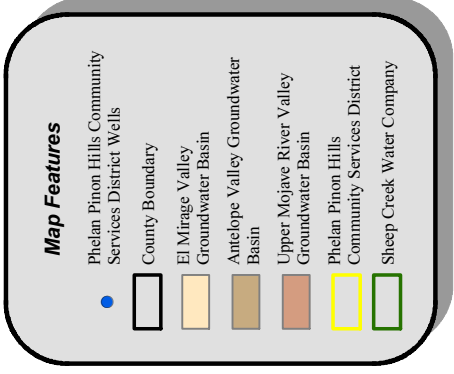 Map Features
Phelan Pinon Hills Community
Services District Wells
County Boundary
El Mirage Valley
Groundwater Basin
Antelope Valley Groundwater
Basin
Upper Mojave River Valley
Groundwater Basin
Phelan Pinon Hills
Community Services District
Sheep Creek Water Company